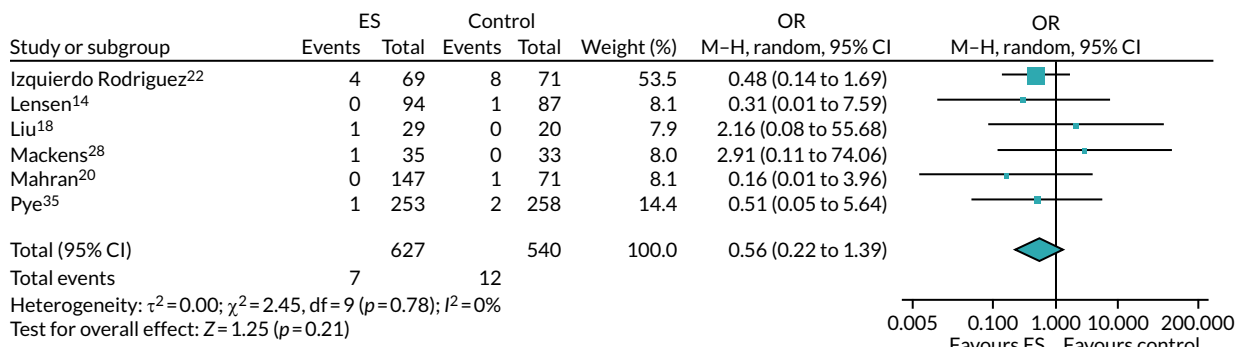 ES Control OR OR
Study or subgroup Events Total Events Total Weight (%) M–H, random, 95% CI M–H, random, 95% CI
Izquierdo Rodriguez22 4 69 8 71 53.5 0.48 (0.14 to 1.69)
Lensen14 0 94 1 87 8.1 0.31 (0.01 to 7.59)
Liu18 1 29 0 20 7.9 2.16 (0.08 to 55.68)
Mackens28 1 35 0 33 8.0 2.91 (0.11 to 74.06)
Mahran20 0 147 1 71 8.1 0.16 (0.01 to 3.96)
Pye35 1 253 2 258 14.4 0.51 (0.05 to 5.64)
Total (95% CI) 627 540 100.0 0.56 (0.22 to 1.39)
Total events 7 12
Heterogeneity: τ2=0.00; χ2=2.45, df=9 (p=0.78); I2=0%
Test for overall effect: Z=1.25 (p=0.21)
0.005 0.100 1.000 10.000 200.000
Favours ES Favours control